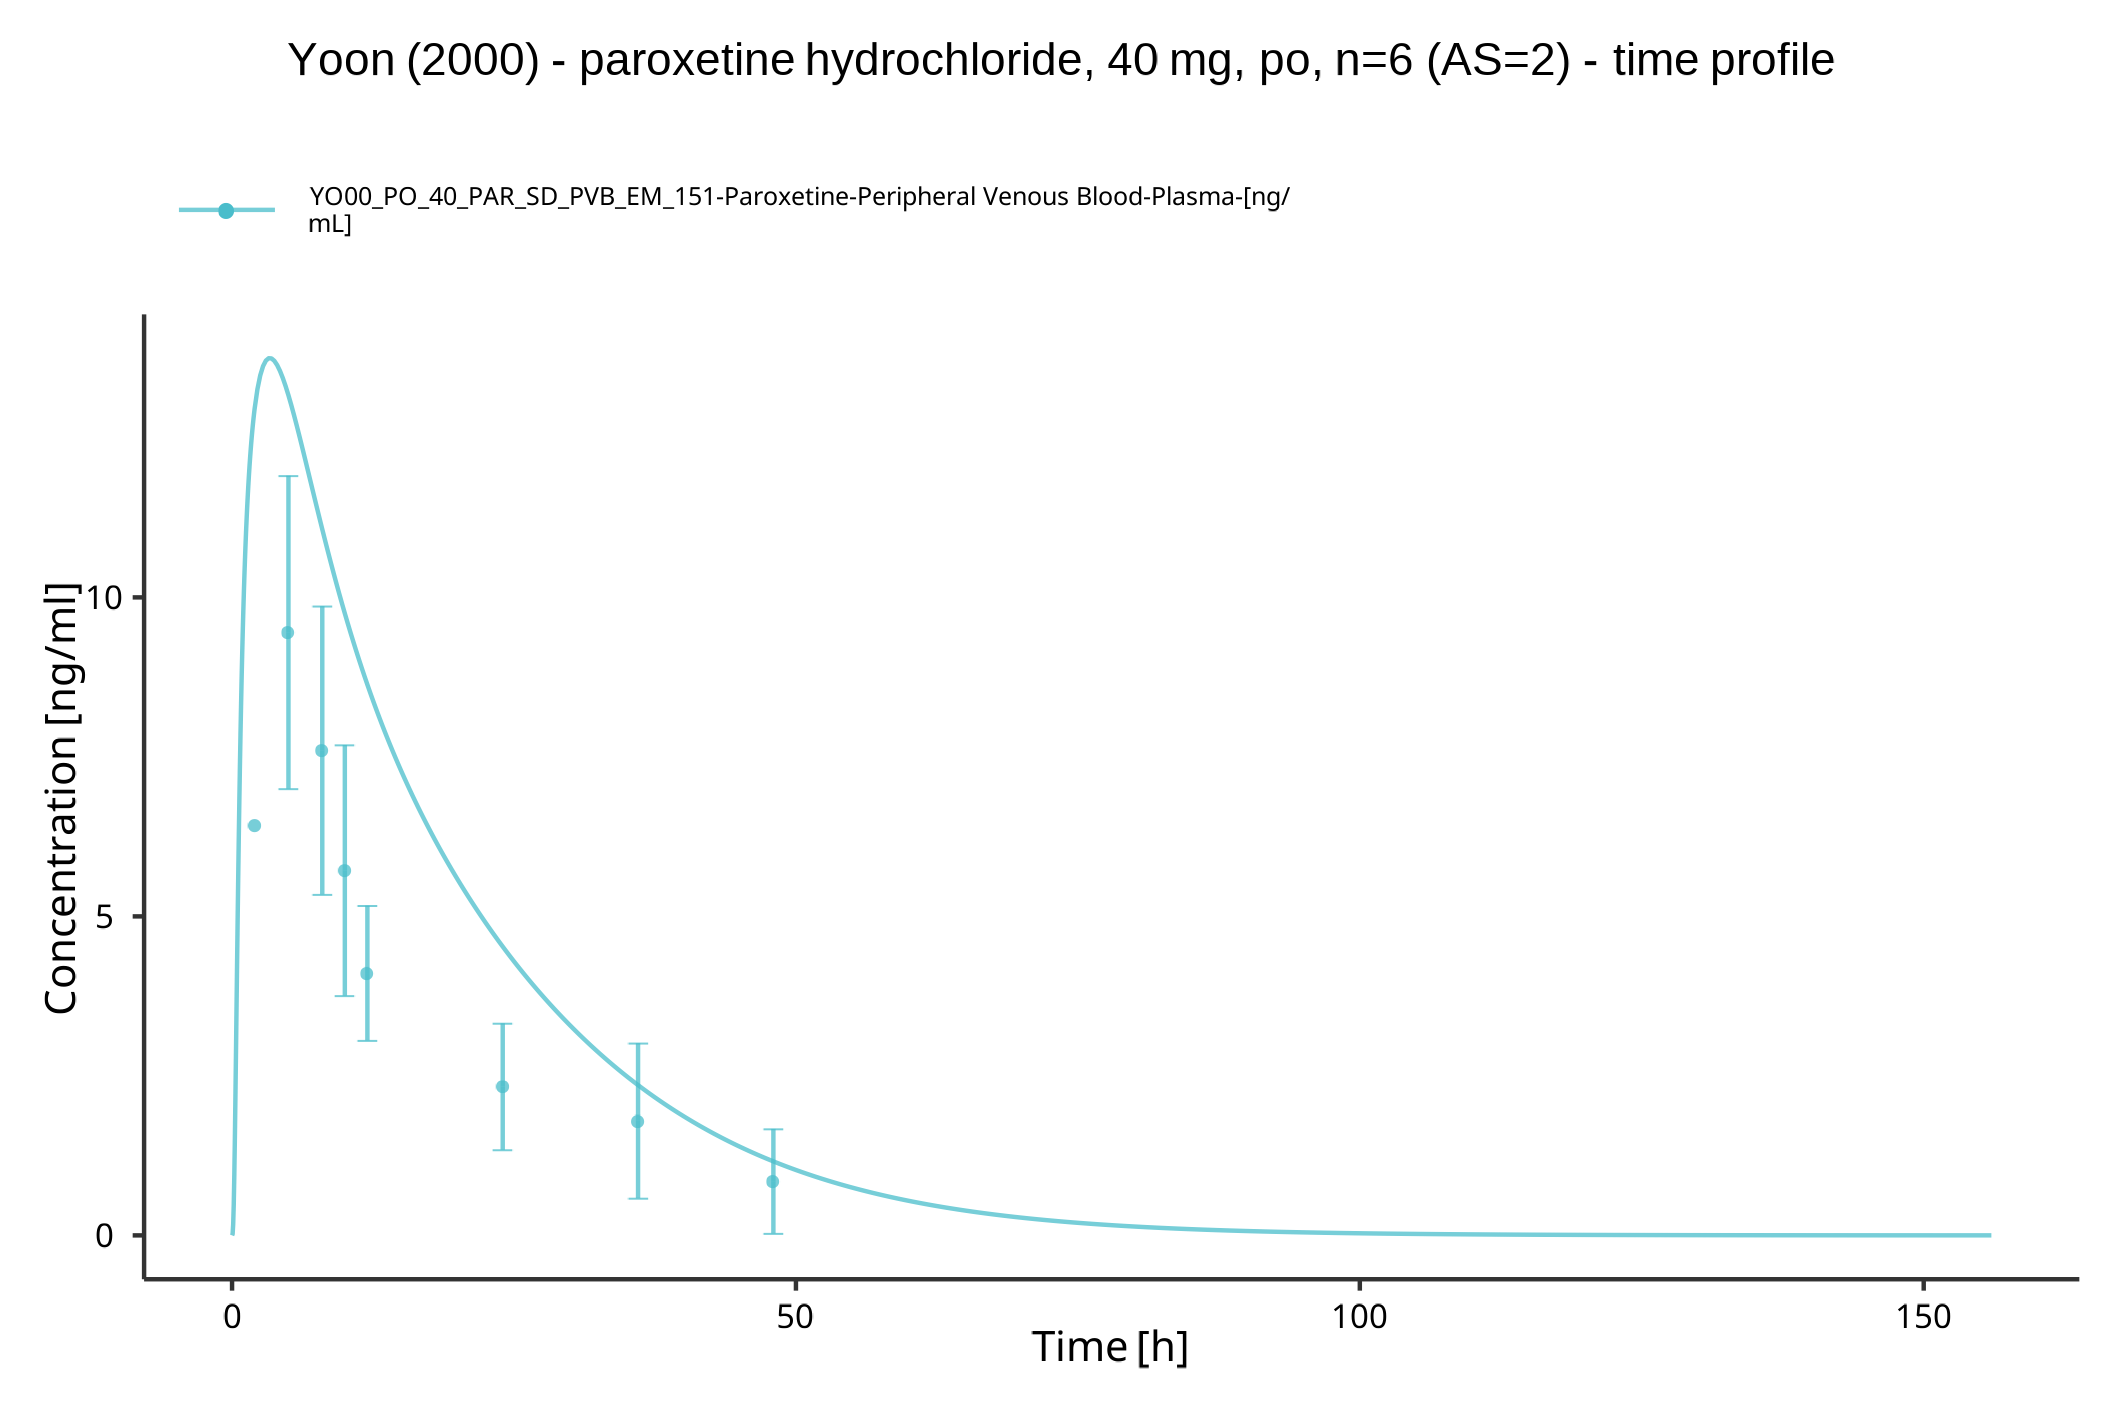 Yoon (2000) - paroxetine hydrochloride, 40 mg, po, n=6 (AS=2) - time profile
YO00_PO_40_PAR_SD_PVB_EM_151-Paroxetine-Peripheral Venous Blood-Plasma-[ng/
mL]
Concentration [ng/ml]
10
5
0
0
50
100
150
Time [h]